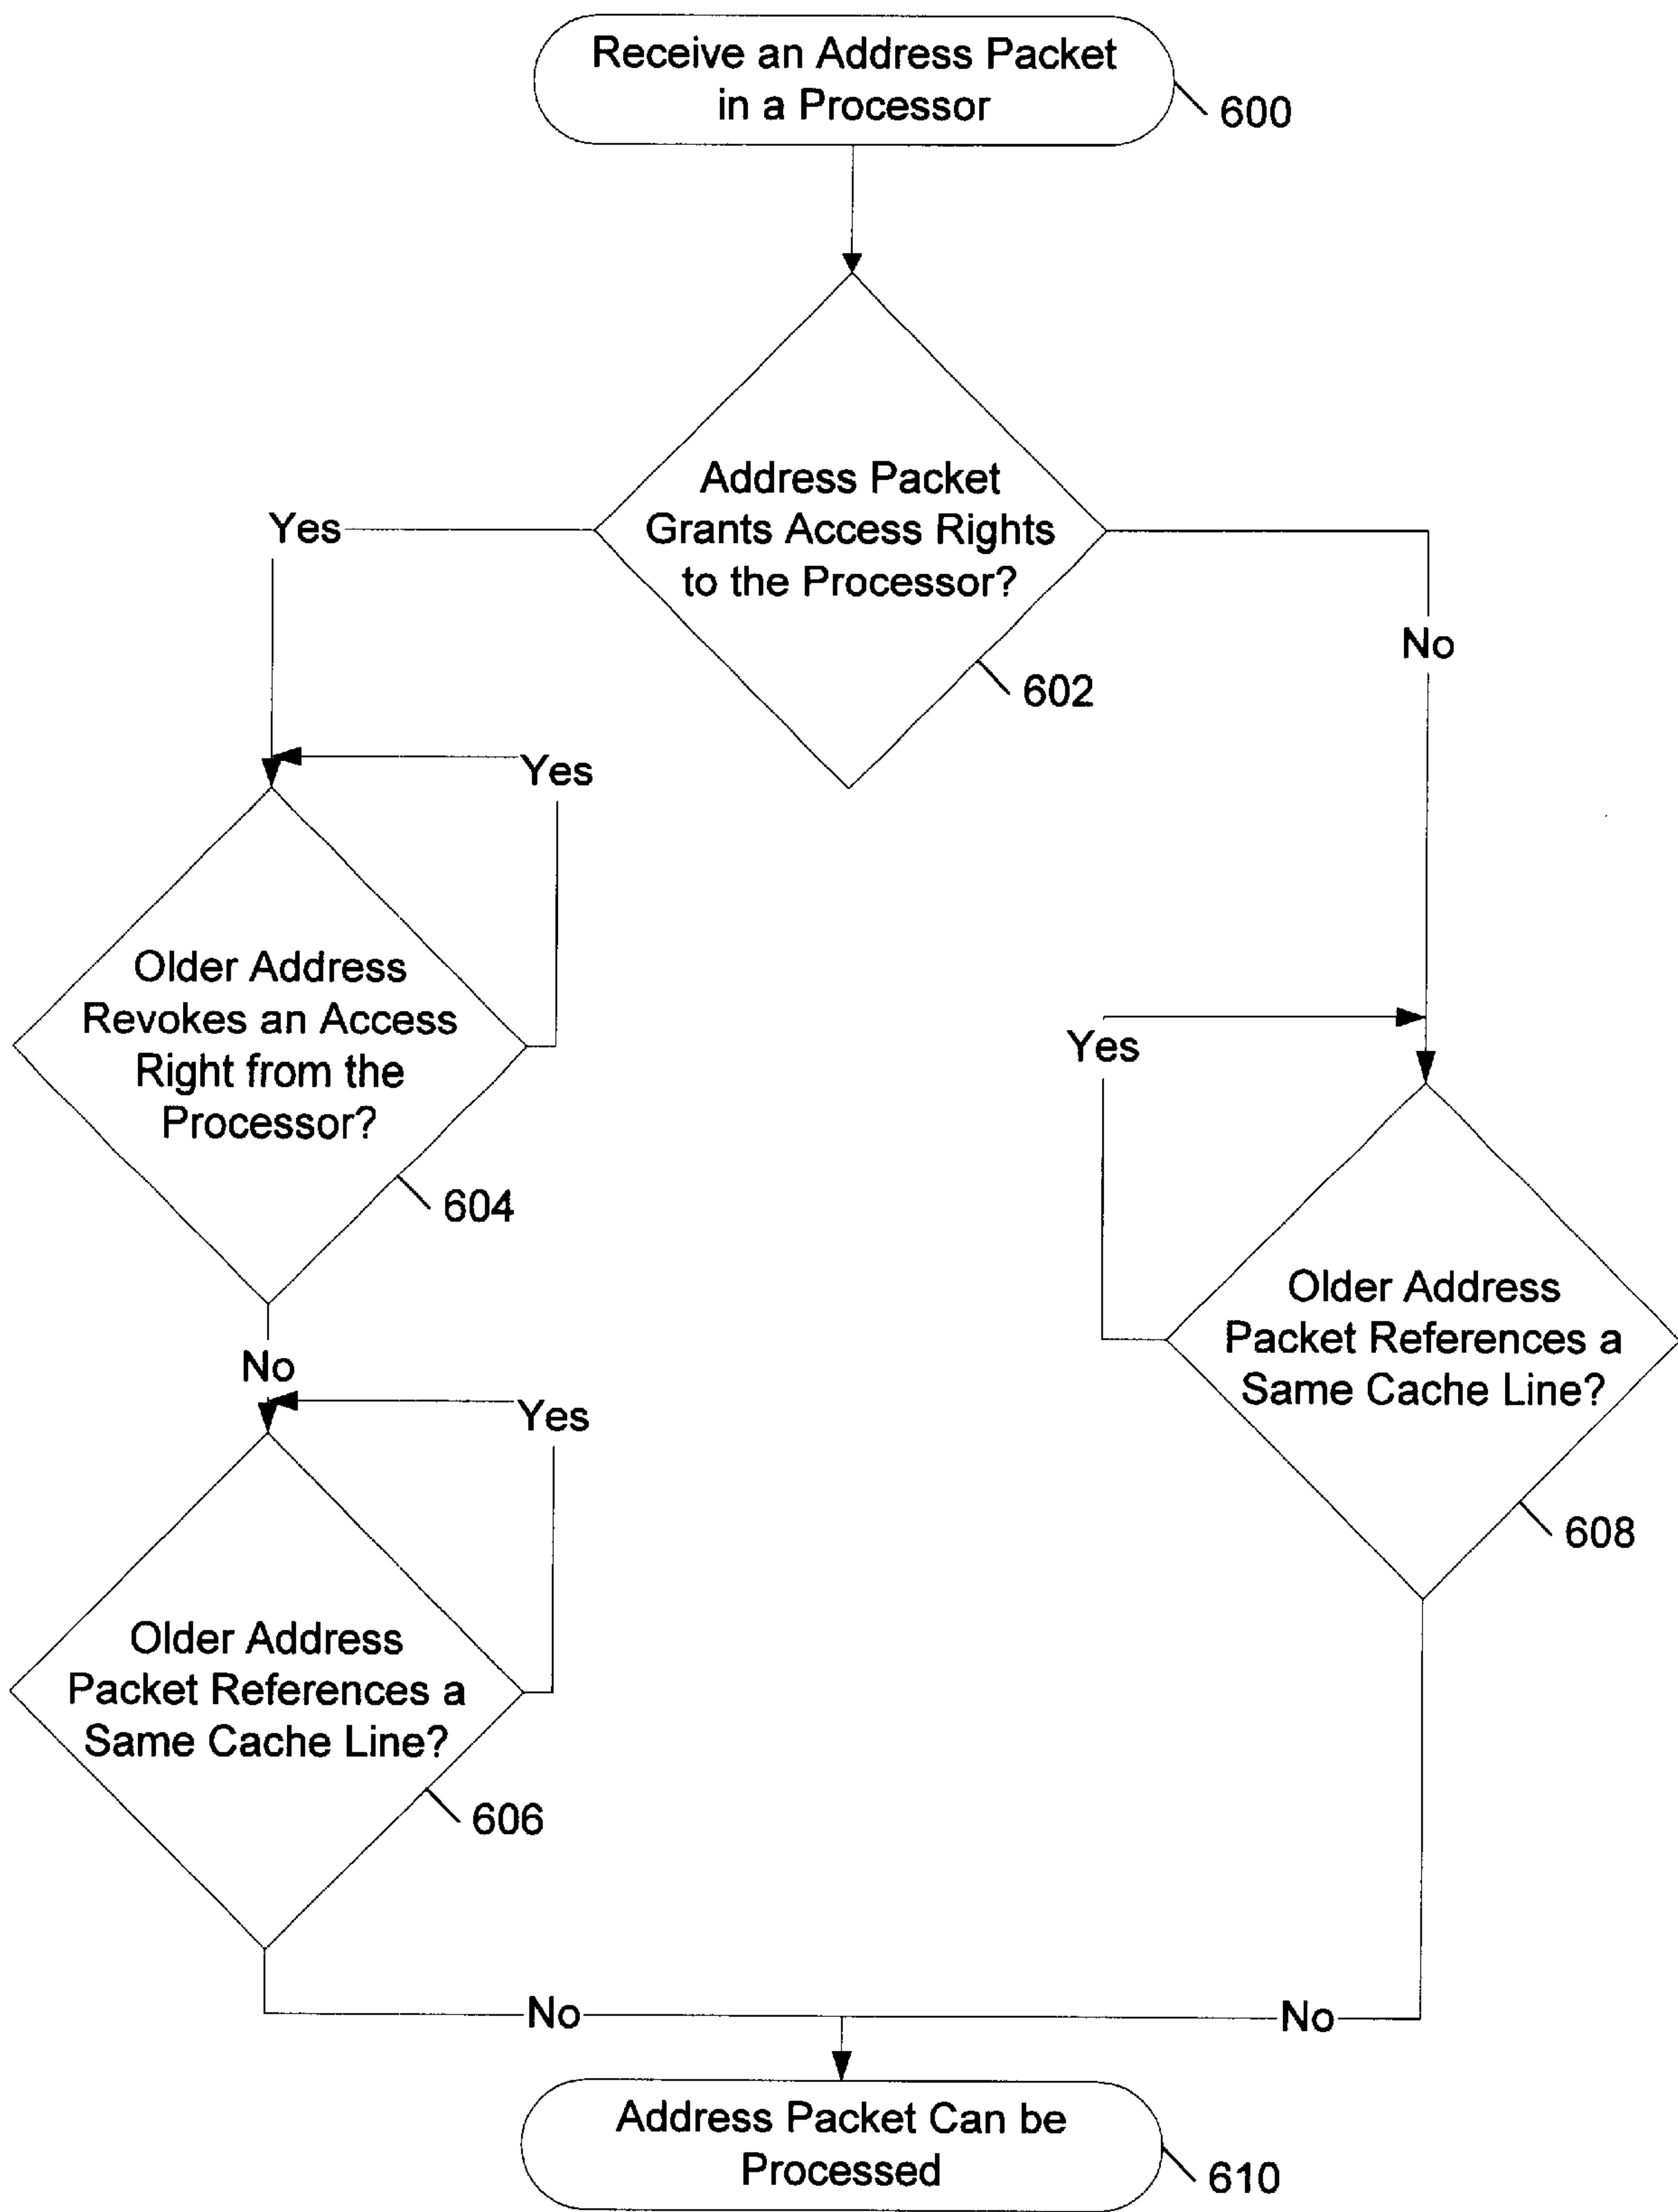 Receive an Address Packet
in a Processor
600
Address Packet
Grants Access Rights
to the Processor?
602
Yes
No
Yes
Older Address
Revokes an Access
Right from the
Processor?
604
No
Yes
Older Address
Packet References a
Same Cache Line?
608
Yes
Older Address
Packet References a
Same Cache Line?
606
No
No
Address Packet Can be
Processed
610